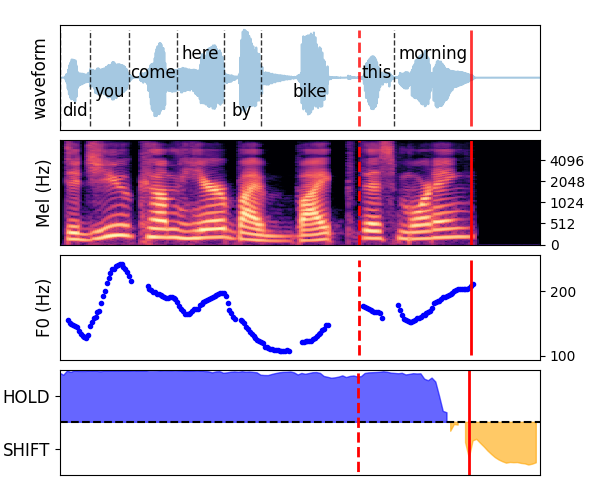 waveform
did
you
come
here
by
bike
this
morning
Mel (Hz)
4096
2048
1024
512
0
F0 (Hz)
200
100
HOLD
SHIFT